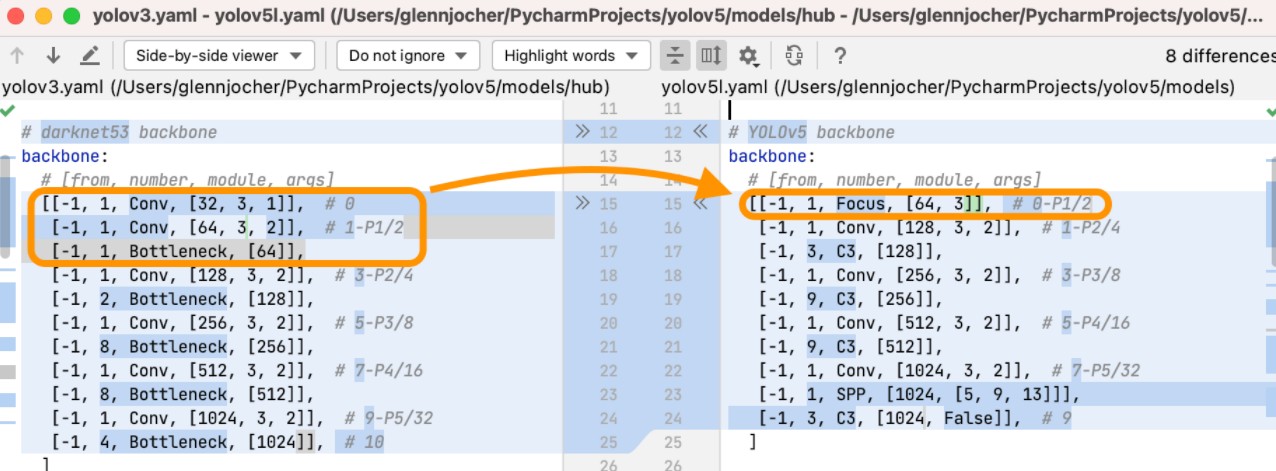 yolov3.yaml - yolov5l.yaml (/Users/glennjocher/PycharmProjects/yolov5/models/hub - /Users/glennjocher/PycharmProjects/yolov5/...
Side-by-side viewer Do not ignore Highlight words ? 8 differences
yolov3.yaml (/Users/glennjocher/PycharmProjects/yolov5/models/hub) yolov5l.yaml (/Users/glennjocher/PycharmProjects/yolov5/models)
11 11
# darknet53 backbone >> 12 12 << # YOLOv5 backbone
backbone: 13 13 backbone:
# [from, number, module, args] 14 14 # [from, number, module, args]
[[-1, 1, Conv, [32, 3, 1]], # 0 >> 15 15 << [[-1, 1, Focus, [64, 3]], # 0-P1/2
[-1, 1, Conv, [64, 3, 2]], # 1-P1/2 16 16 [-1, 1, Conv, [128, 3, 2]], # 1-P2/4
[-1, 1, Bottleneck, [64]], 17 17 [-1, 3, C3, [128]],
[-1, 1, Conv, [128, 3, 2]], # 3-P2/4 18 18 [-1, 1, Conv, [256, 3, 2]], # 3-P3/8
[-1, 2, Bottleneck, [128]], 19 19 [-1, 9, C3, [256]],
[-1, 1, Conv, [256, 3, 2]], # 5-P3/8 20 20 [-1, 1, Conv, [512, 3, 2]], # 5-P4/16
[-1, 8, Bottleneck, [256]], 21 21 [-1, 9, C3, [512]],
[-1, 1, Conv, [512, 3, 2]], # 7-P4/16 22 22 [-1, 1, Conv, [1024, 3, 2]], # 7-P5/32
[-1, 8, Bottleneck, [512]], 23 23 [-1, 1, SPP, [1024, [5, 9, 13]]],
[-1, 1, Conv, [1024, 3, 2]], # 9-P5/32 24 24 [-1, 3, C3, [1024, False]], # 9
[-1, 4, Bottleneck, [1024]], # 10 25 25 ]
] 26 26